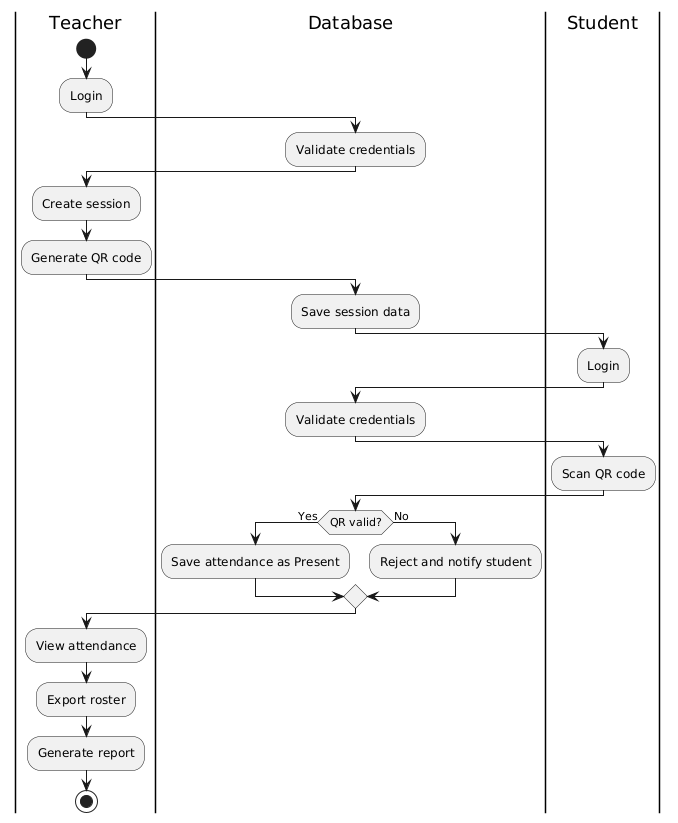 Teacher Database Student
Login
Validate credentials
Create session
Generate QR code
Save session data
Login
Validate credentials
Scan QR code
Yes QR valid? No
Save attendance as Present Reject and notify student
View attendance
Export roster
Generate report